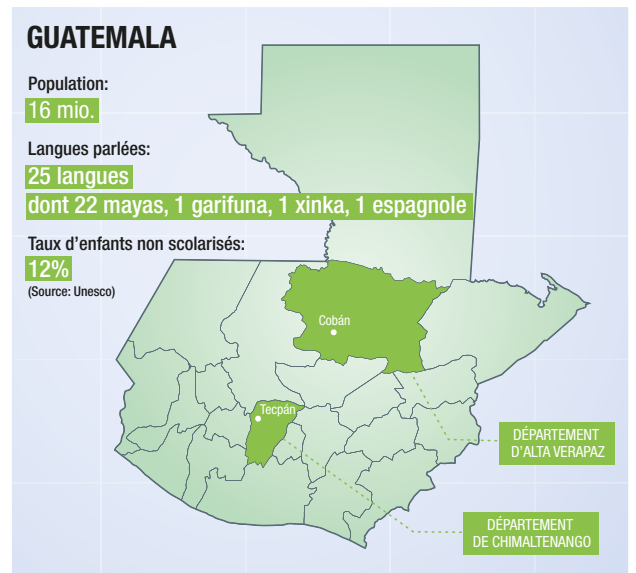 GUATEMALA
Population:
16 mio.
Langues parlées:
25 langues
dont 22 mayas, 1 garifuna, 1 xinka, 1 espagnole
Taux d'enfants non scolarisés:
12%
(Source: Unesco)
Cobán
Tecpán
DÉPARTEMENT
D'ALTA VERAPAZ
DÉPARTEMENT
DE CHIMALTENANGO